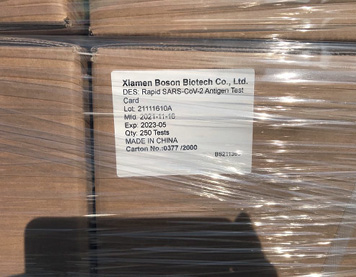 Xiamen Boson Biotech Co., Ltd.
DES: Rapid SARS-CoV-2 Antigen Test
Card
Lot: 21111610A
Mfd: 2021-11-16
Exp: 2023-05
Qty: 250 Tests
MADE IN CHINA
Carton No.:0377 /2000